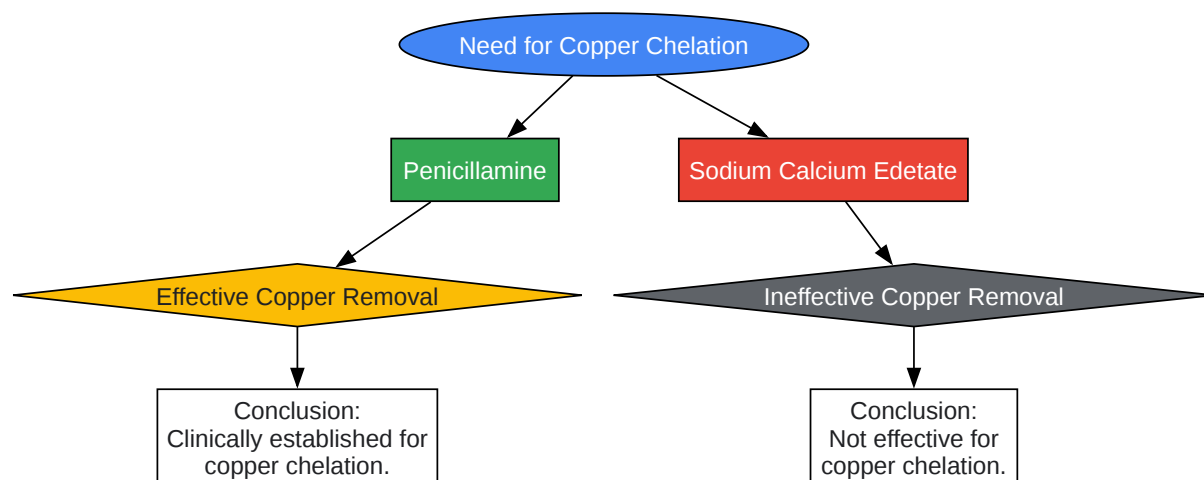 Need for Copper Chelation
Penicillamine
Sodium Calcium Edetate
Effective Copper Removal
Ineffective Copper Removal
Conclusion:
Clinically established for
copper chelation.
Conclusion:
Not effective for
copper chelation.